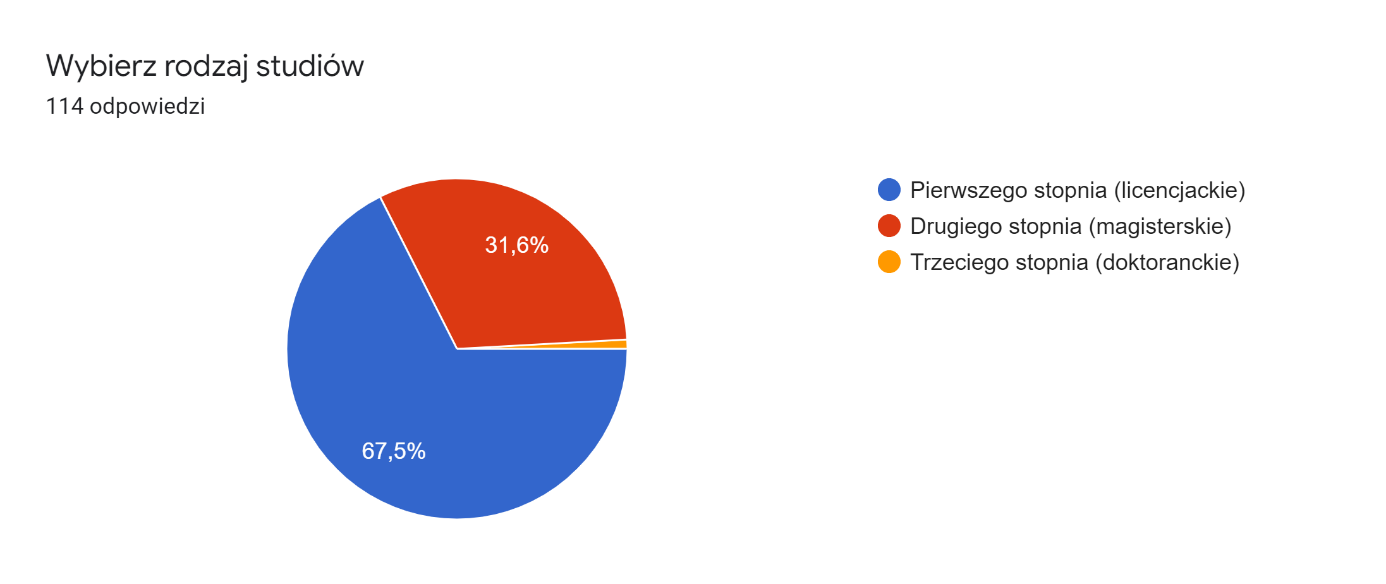 Wybierz rodzaj studiów
114 odpowiedzi
Pierwszego stopnia (licencjackie)
Drugiego stopnia (magisterskie)
Trzeciego stopnia (doktoranckie)
31,6%
67,5%